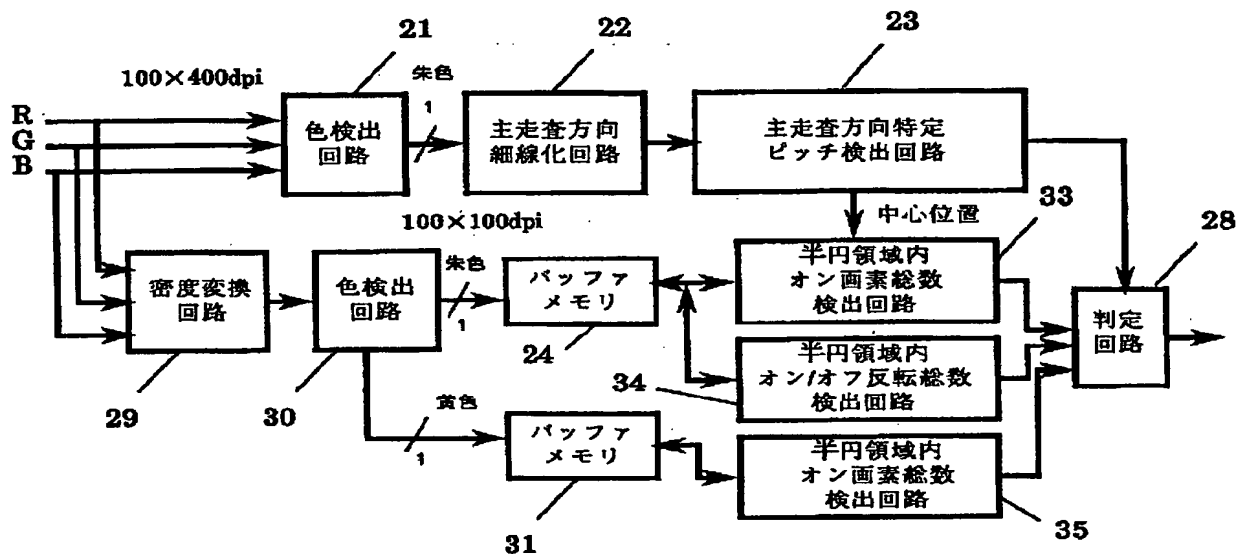 21
22
23
100×400dpi
朱色
1
R
G
B
色検出
回路
主走査方向
細線化回路
主走査方向特定
ピッチ検出回路
中心位置
33
28
100×100dpi
密度変換
回路
色検出
回路
朱色
1
バッファ
メモリ
半円領域内
オン画素総数
検出回路
判定
回路
24
半円領域内
オン/オフ反転総数
検出回路
34
29
30
黄色
1
バッファ
メモリ
半円領域内
オン画素総数
検出回路
31
35